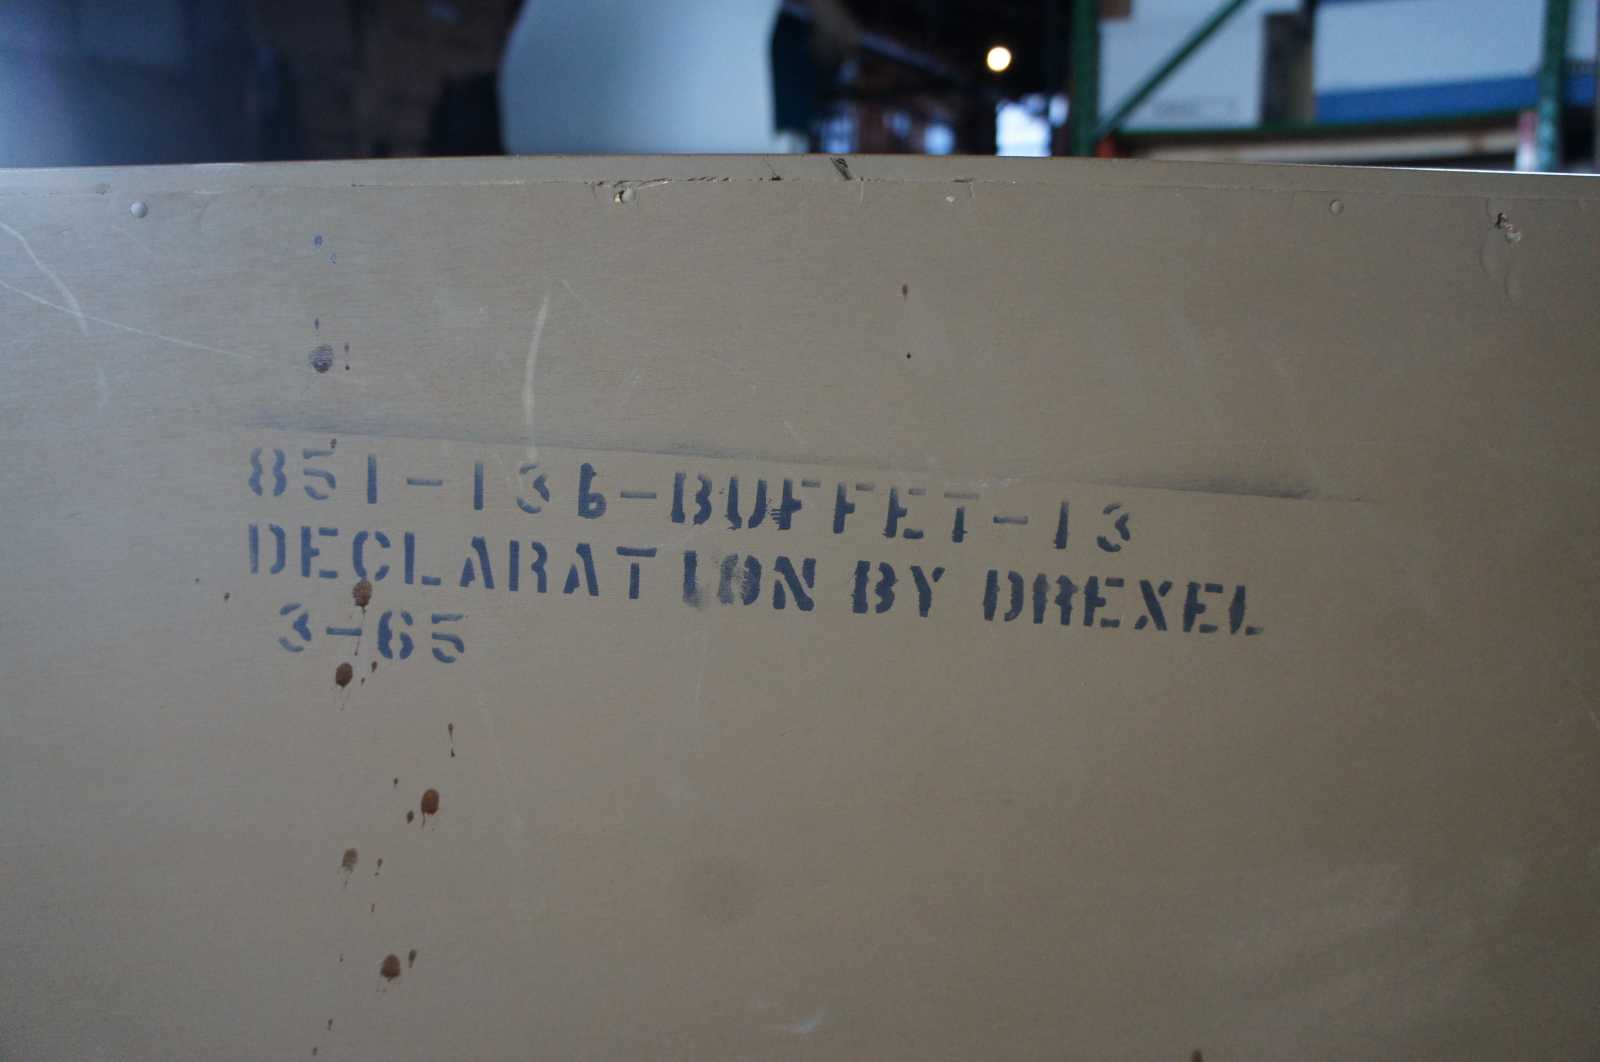 851-136-BUFFET-13
DECLARATION BY DREXEL
3-65